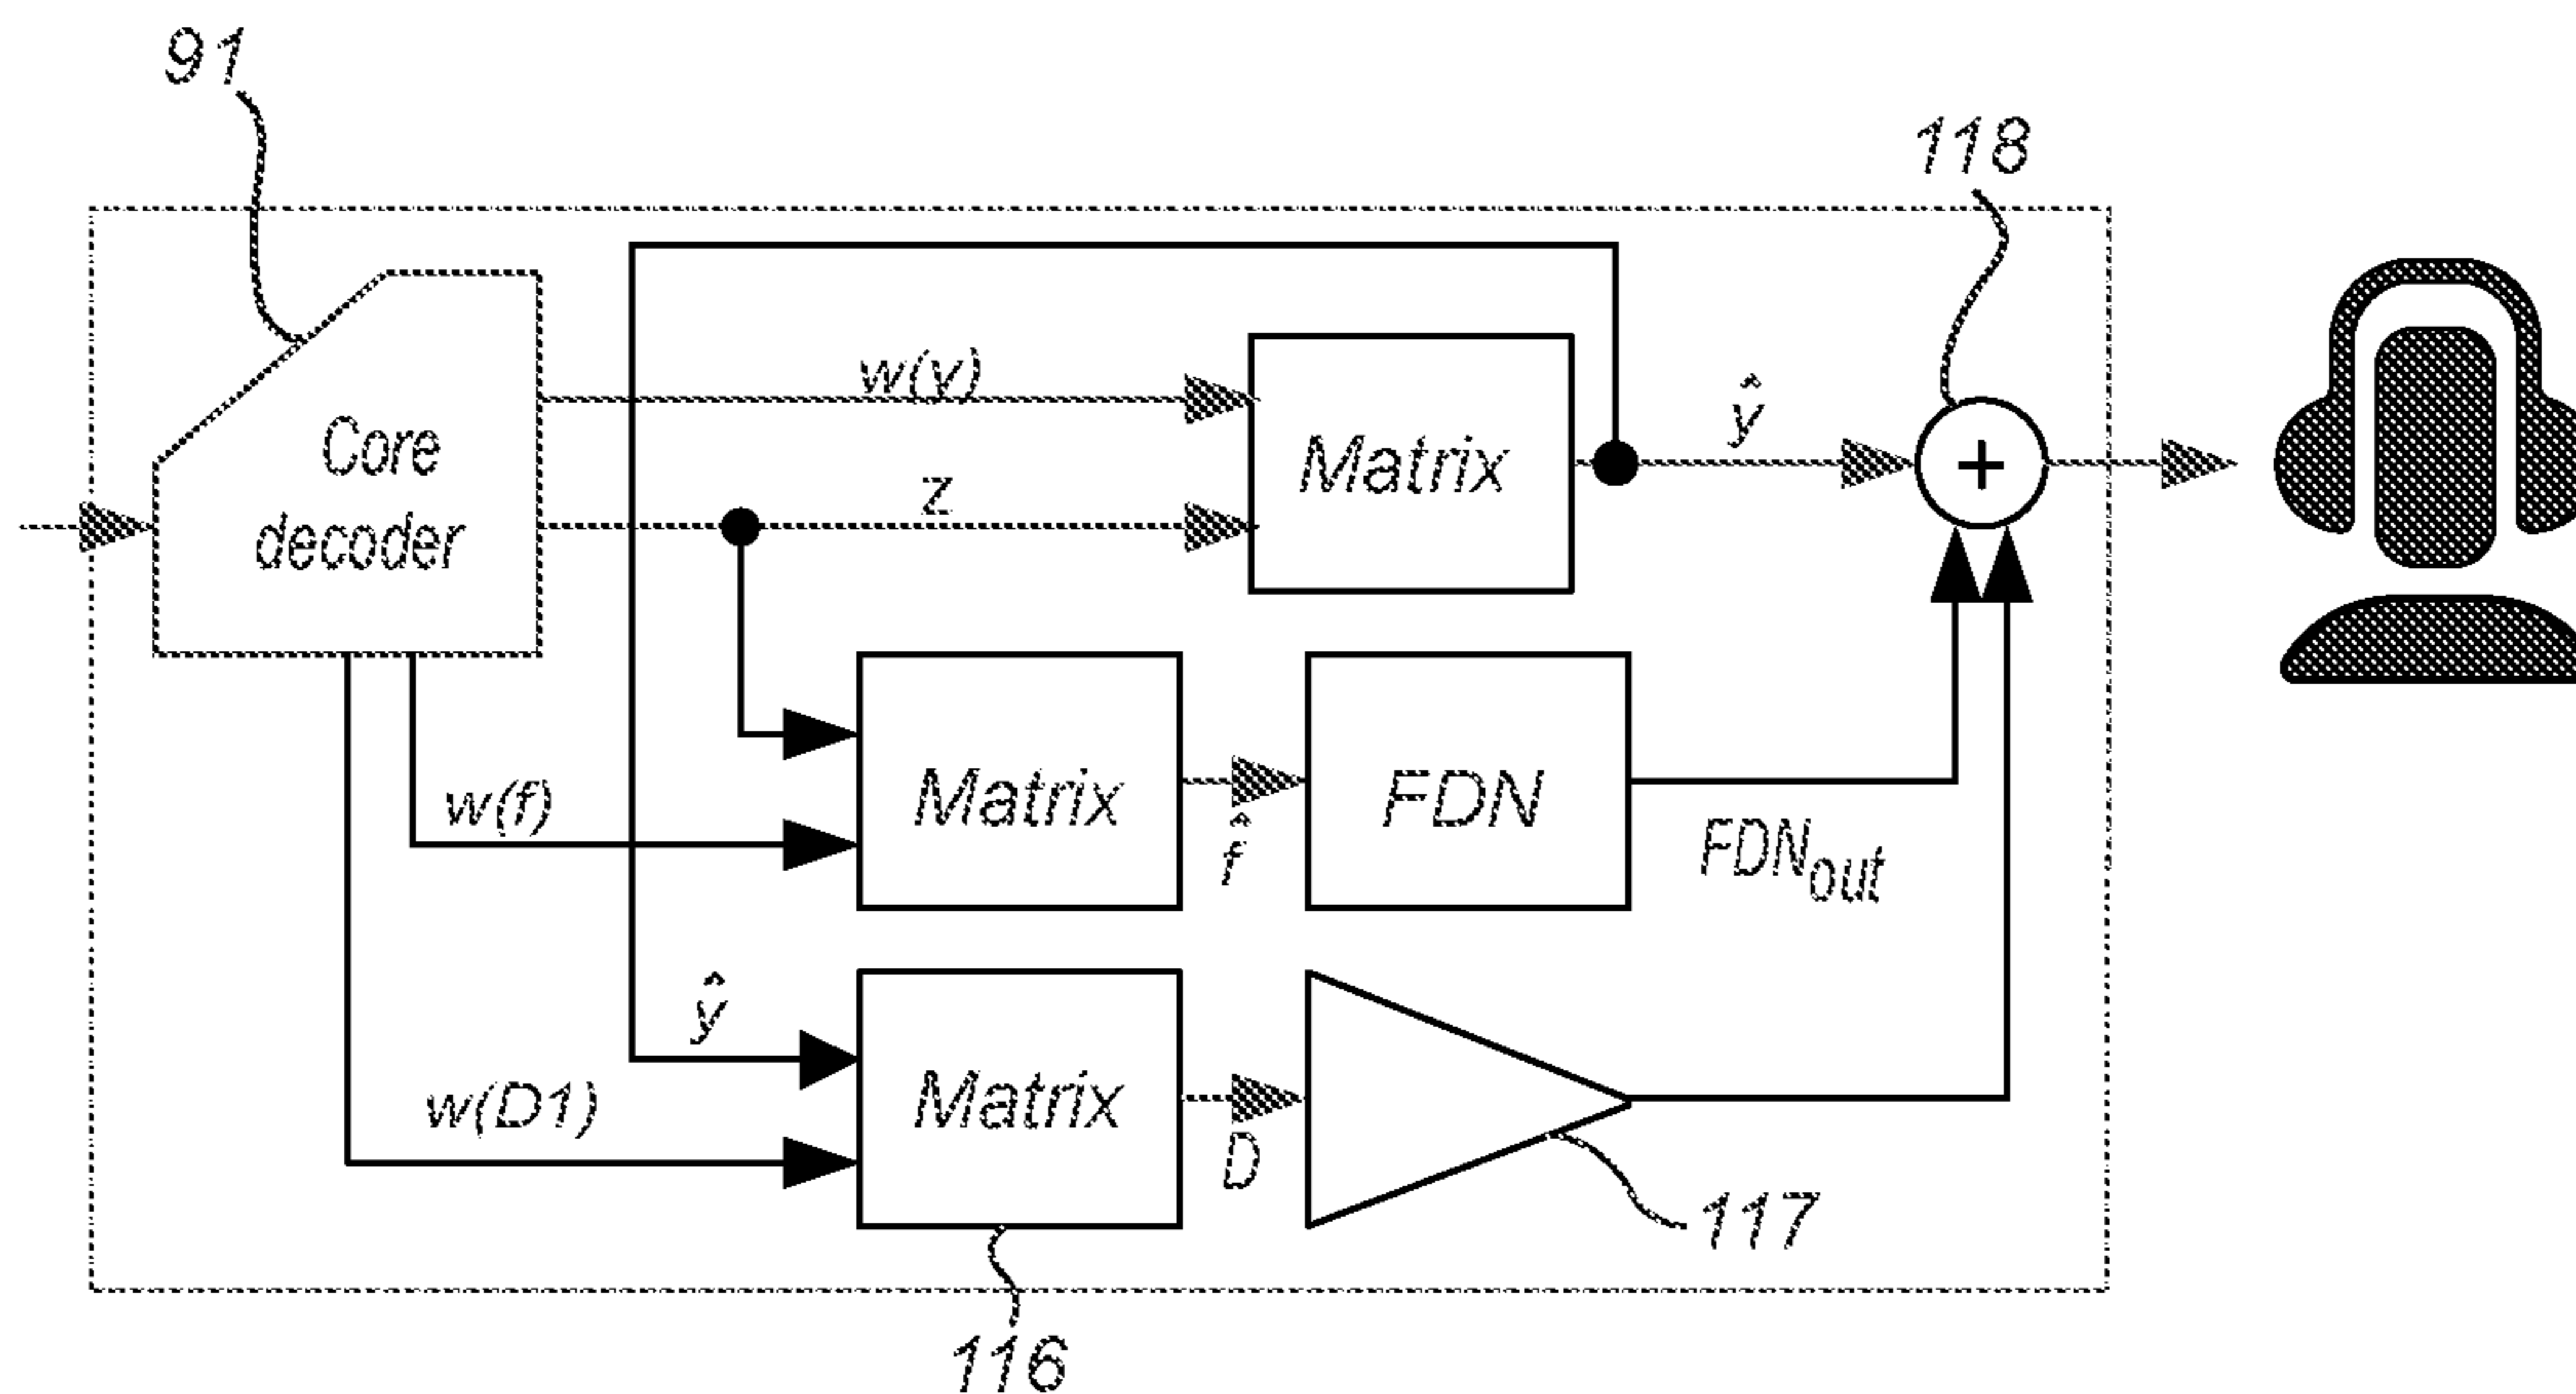 91
118
w(y)
ŷ
Core
decoder
Matrix
+
z
w(f)
Matrix
f̂
FDN
FDNout
ŷ
w(D1)
Matrix
D
117
116